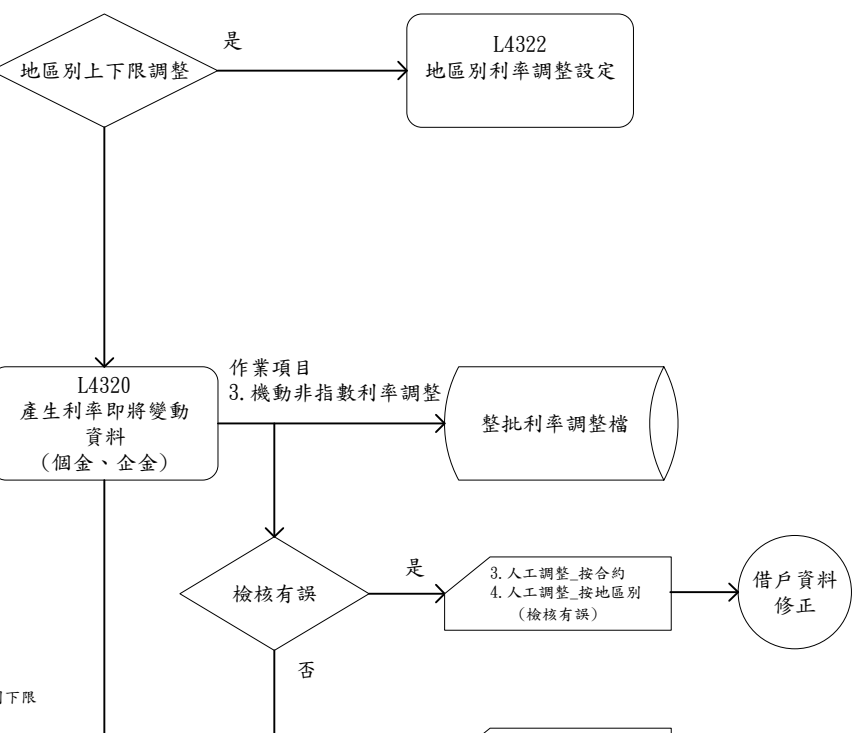 是
地區別上下限調整
L4322
地區別利率調整設定
L4320
產生利率即將變動
資料
(個金、企金)
作業項目
3.機動非指數利率調整
整批利率調整檔
檢核有誤
是
3.人工調整_按合約
4.人工調整_按地區別
(檢核有誤)
借戶資料
修正
否
下限